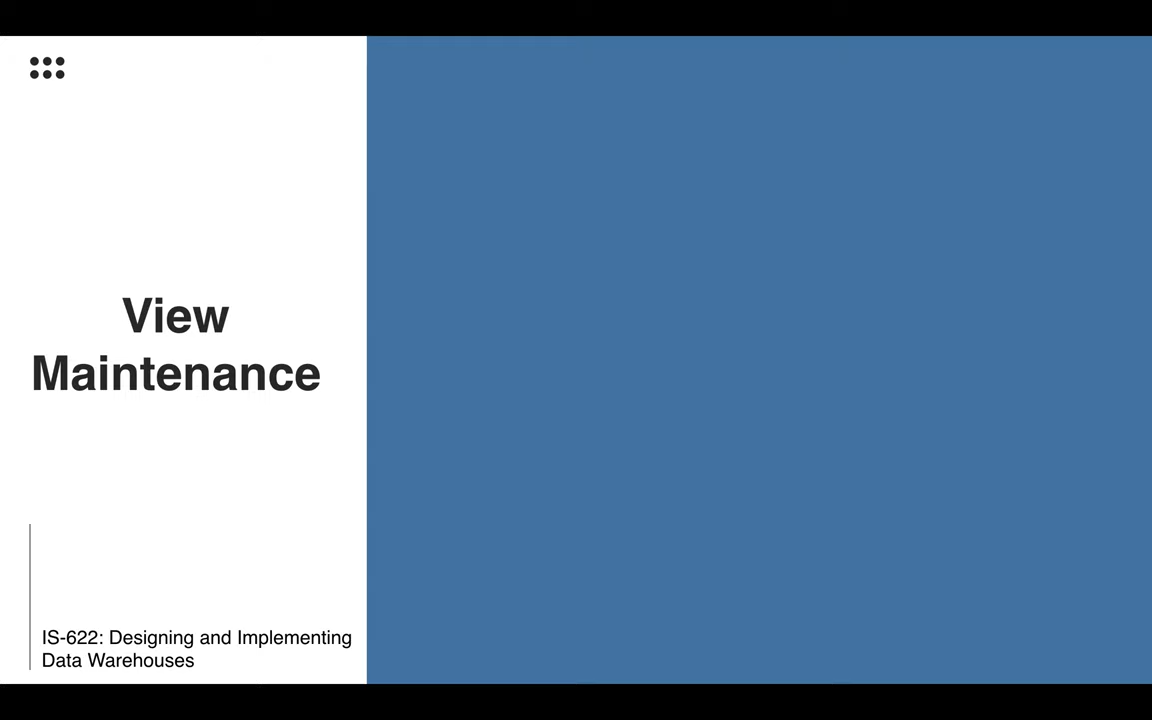 View
Maintenance
IS-622: Designing and Implementing
Data Warehouses